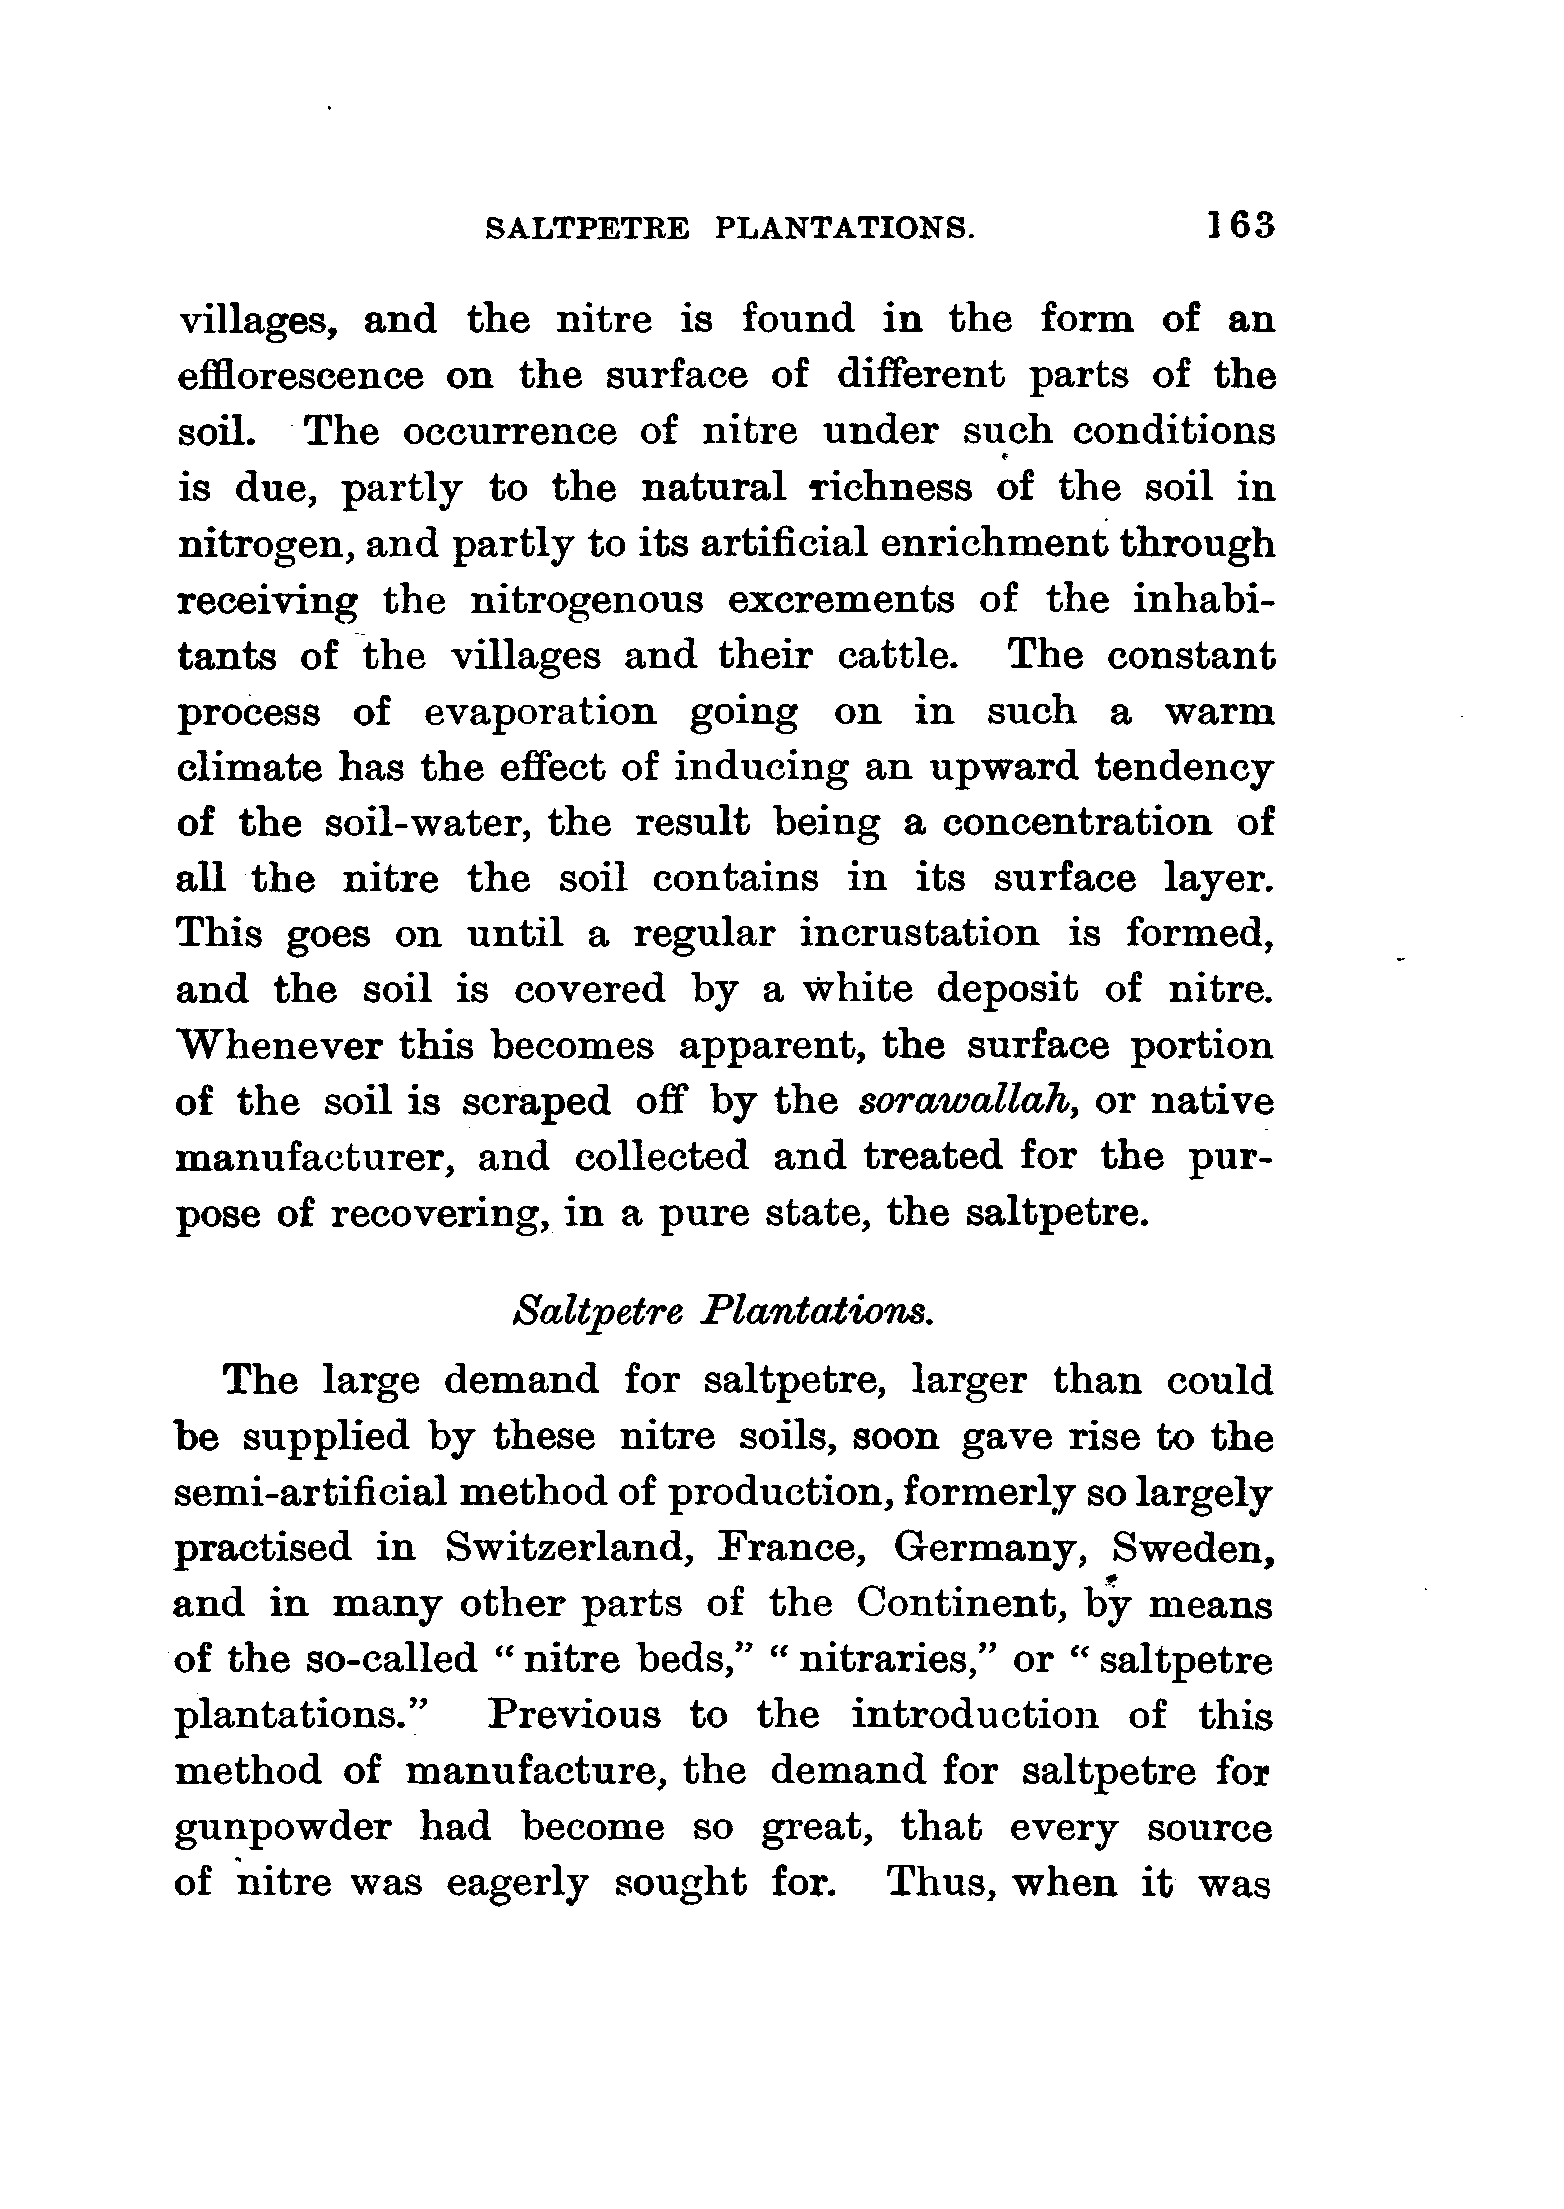 SALTPETRE PLANTATIONS. 163
villages, and the nitre is found in the form of an
efflorescence on the surface of different parts of the
soil. The occurrence of nitre under such conditions
is due, partly to the natural richness of the soil in
nitrogen, and partly to its artificial enrichment through
receiving the nitrogenous excrements of the inhabi-
tants of the villages and their cattle. The constant
process of evaporation going on in such a warm
climate has the effect of inducing an upward tendency
of the soil-water, the result being a concentration of
all the nitre the soil contains in its surface layer.
This goes on until a regular incrustation is formed,
and the soil is covered by a white deposit of nitre.
Whenever this becomes apparent, the surface portion
of the soil is scraped off by the sorawallah, or native
manufacturer, and collected and treated for the pur-
pose of recovering, in a pure state, the saltpetre.
Saltpetre Plantations.
The large demand for saltpetre, larger than could
be supplied by these nitre soils, soon gave rise to the
semi-artificial method of production, formerly so largely
practised in Switzerland, France, Germany, Sweden,
and in many other parts of the Continent, by means
of the so-called “nitre beds,” “nitraries,” or “saltpetre
plantations.” Previous to the introduction of this
method of manufacture, the demand for saltpetre for
gunpowder had become so great, that every source
of nitre was eagerly sought for. Thus, when it was